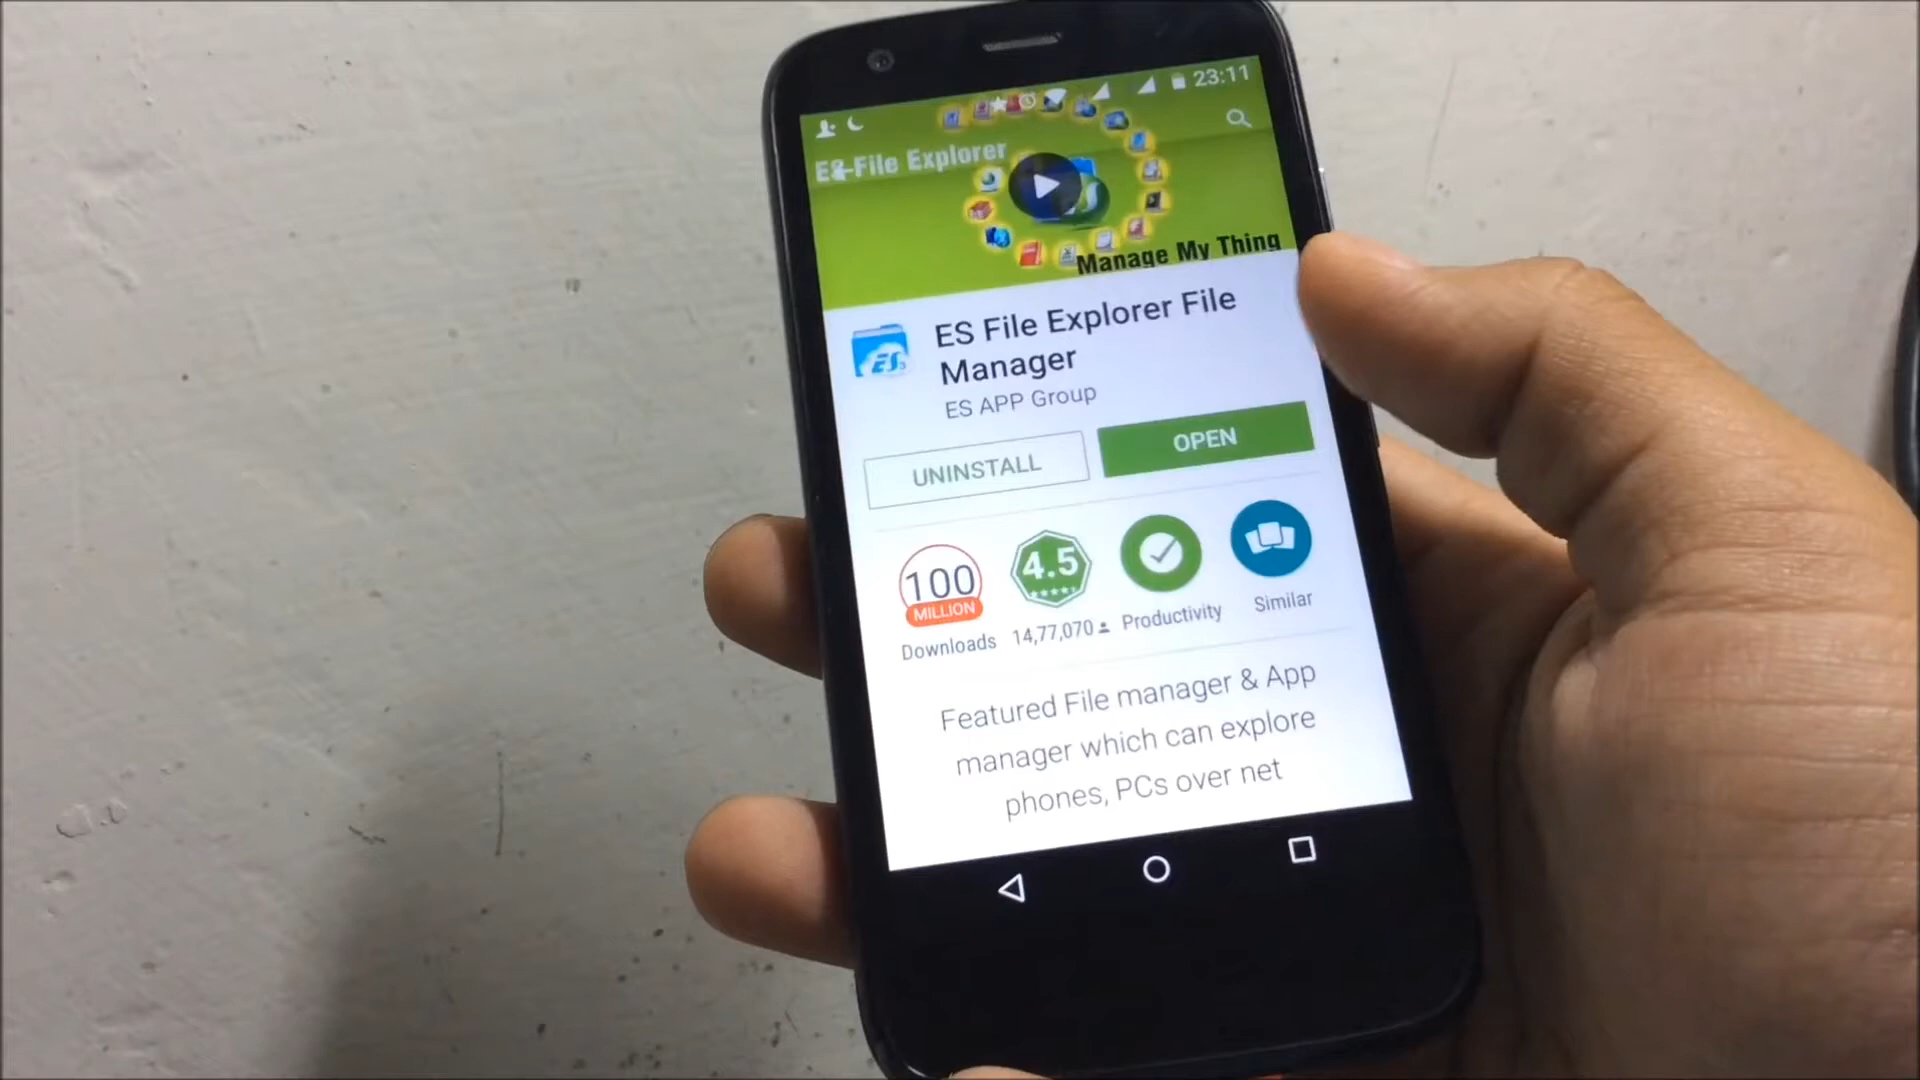 23:11
ES File Explorer
Manage My Thing
ES File Explorer File
Manager
ES APP Group
UNINSTALL
OPEN
100
MILLION
4.5
Downloads
14,77,070
Productivity
Similar
Featured File manager & App
manager which can explore
phones, PCs over net